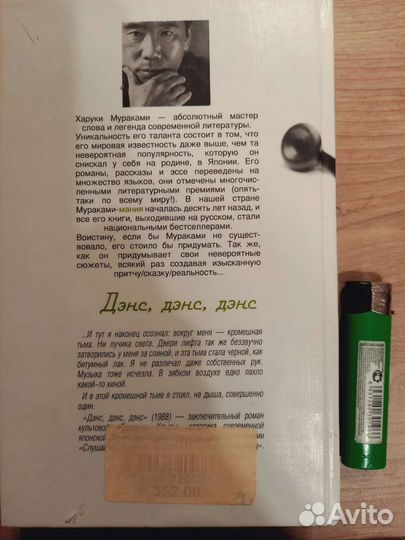 Харуки Мураками — абсолютный мастер
слова и легенда современной литературы.
Уникальность его таланта состоит в том, что
его мировая известность даже выше, чем та
невероятная популярность, которую он
снискал у себя на родине, в Японии. Его
романы, рассказы и эссе переведены на
множество языков, они отмечены многочис-
ленными литературными премиями (опять-
таки по всему миру!). В нашей стране
Мураками-мания началась десять лет назад, и
все его книги, выходившие на русском, стали
национальными бестселлерами.
Воистину, если бы Мураками не сущест-
вовало, его стоило бы придумать. Так же,
как он придумывает свои невероятные
сюжеты, всякий раз создавая изысканную
притчу/сказку/реальность...
Дэнс, дэнс, дэнс
...И тут я наконец осознал: вокруг меня — кромешная
тьма. Ни лучика света. Двери лифта так же беззвучно
затворились у меня за спиной, и эта тьма стала черной, как
битумный лак. Я не различал даже собственных рук.
Музыка тоже исчезла. В зябком воздухе едко пахло
какой-то хиной.
И в этой кромешной тьме я стоял, не дыша, совершенно
один.
«Дэнс, дэнс, дэнс» (1988) — заключительный роман
культово
современной
японской
«Слушай
352.00
Avito